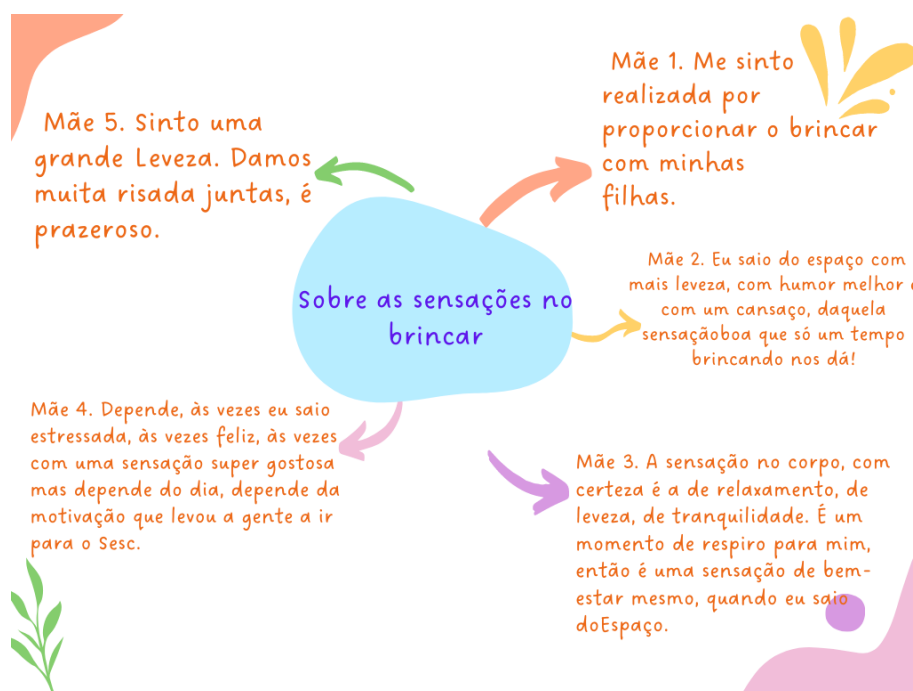 Sobre as sensações no
brincar
Mãe 1. Me sinto
realizada por
proporcionar o brincar
com minhas
filhas.
Mãe 2. Eu saio do espaço com
mais leveza, com humor melhor e
com um cansaço, daquela
sensaçãoboa que só um tempo
brincando nos dá!
Mãe 3. A sensação no corpo, com
certeza é a de relaxamento, de
leveza, de tranquilidade. É um
momento de respiro para mim,
então é uma sensação de bem-
estar mesmo, quando eu saio
doEspaço.
Mãe 4. Depende, às vezes eu saio
estressada, às vezes feliz, às vezes
com uma sensação super gostosa
mas depende do dia, depende da
motivação que levou a gente a ir
para o Sesc.
Mãe 5. Sinto uma
grande Leveza. Damos
muita risada juntas, é
prazeroso.